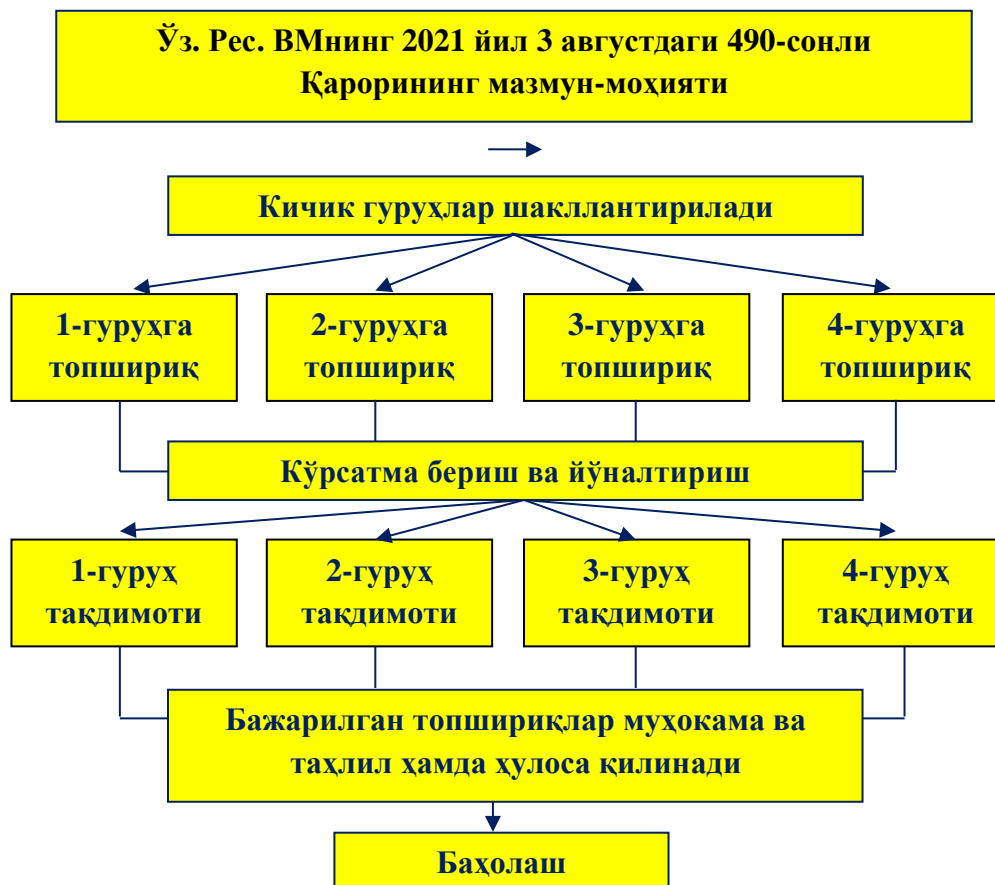 Ўз. Рес. ВМнинг 2021 йил 3 августдаги 490-сонли
Қарорининг мазмун-моҳияти
Кичик гуруҳлар шакллантирилади
1-гуруҳга
топшириқ
2-гуруҳга
топшириқ
3-гуруҳга
топшириқ
4-гуруҳга
топшириқ
Кўрсатма бериш ва йўналтириш
1-гуруҳ
тақдимоти
2-гуруҳ
тақдимоти
3-гуруҳ
тақдимоти
4-гуруҳ
тақдимоти
Бажарилган топшириқлар муҳокама ва
таҳлил ҳамда ҳулоса қилинади
Баҳолаш